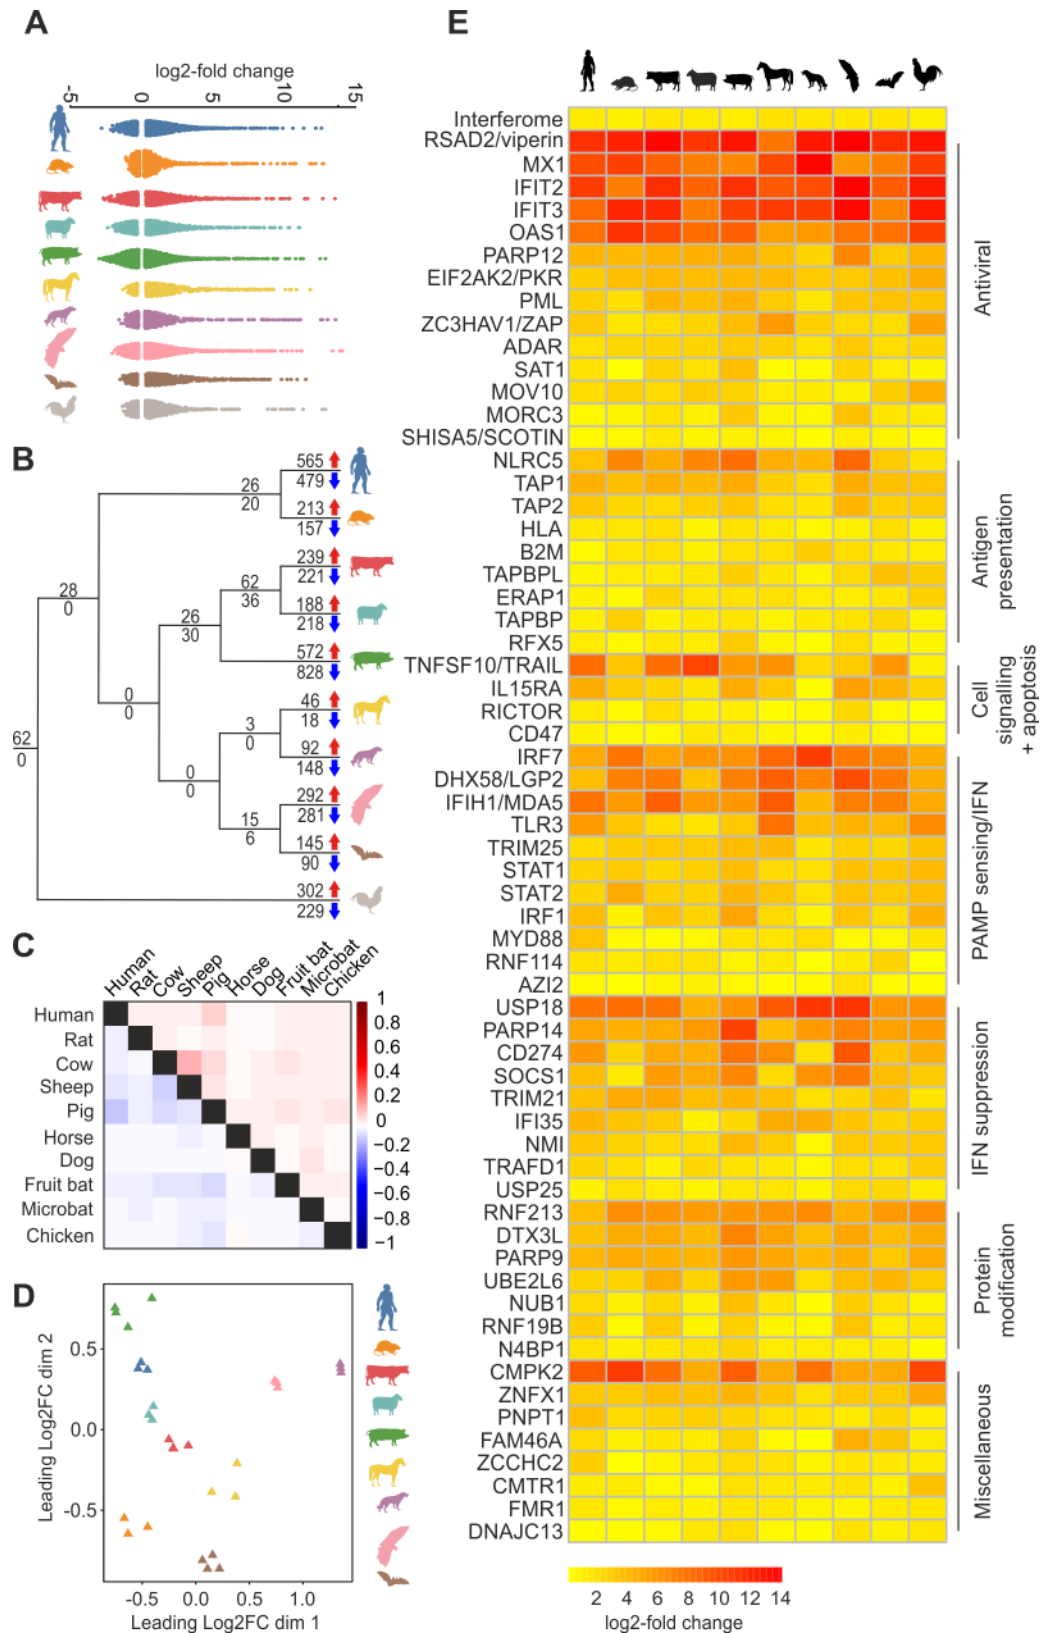 A
log2-fold change
-5 0 5 10 15
B
565
479
26
20
213
157
28
0
239
221
62
36
188
218
26
30
572
828
0
0
46
18
3
0
92
148
62
0
0
0
292
281
15
6
145
90
302
229
C
Human Rat Cow Sheep Pig Horse Dog Fruit bat Microbat Chicken
Human
Rat
Cow
Sheep
Pig
Horse
Dog
Fruit bat
Microbat
Chicken
1
0.8
0.6
0.4
0.2
0
−0.2
−0.4
−0.6
−0.8
−1
D
Leading Log2FC dim 2
0.5
0.0
-0.5
-0.5 0.0 0.5 1.0
Leading Log2FC dim 1
E
Interferome
RSAD2/viperin
MX1
IFIT2
IFIT3
OAS1
PARP12
EIF2AK2/PKR
PML
ZC3HAV1/ZAP
ADAR
SAT1
MOV10
MORC3
SHISA5/SCOTIN
NLRC5
TAP1
TAP2
HLA
B2M
TAPBPL
ERAP1
TAPBP
RFX5
TNFSF10/TRAIL
IL15RA
RICTOR
CD47
IRF7
DHX58/LGP2
IFIH1/MDA5
TLR3
TRIM25
STAT1
STAT2
IRF1
MYD88
RNF114
AZI2
USP18
PARP14
CD274
SOCS1
TRIM21
IFI35
NMI
TRAFD1
USP25
RNF213
DTX3L
PARP9
UBE2L6
NUB1
RNF19B
N4BP1
CMPK2
ZNFX1
PNPT1
FAM46A
ZCCHC2
CMTR1
FMR1
DNAJC13
Antiviral
Antigen
presentation
Cell
signalling
+ apoptosis
PAMP sensing/IFN
IFN suppression
Protein
modification
Miscellaneous
2 4 6 8 10 14
log2-fold change